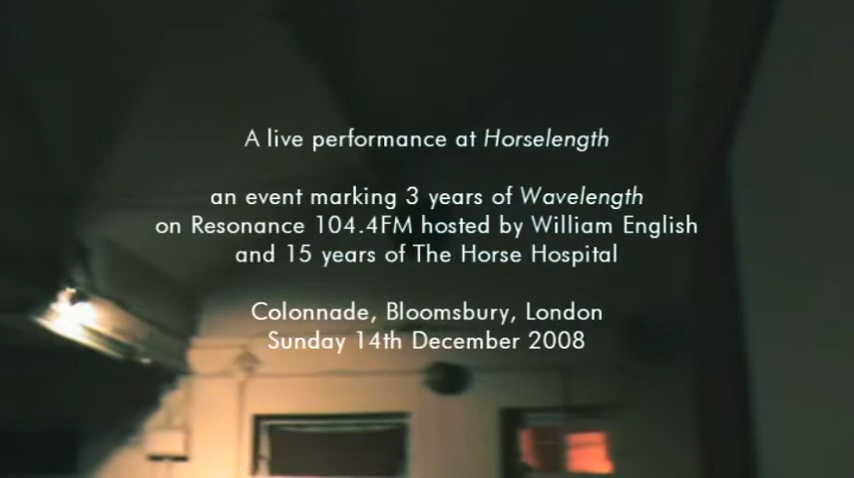 A live performance at Horselength
an event marking 3 years of Wavelength
on Resonance 104.4FM hosted by William English
and 15 years of The Horse Hospital
Colonnade, Bloomsbury, London
Sunday 14th December 2008